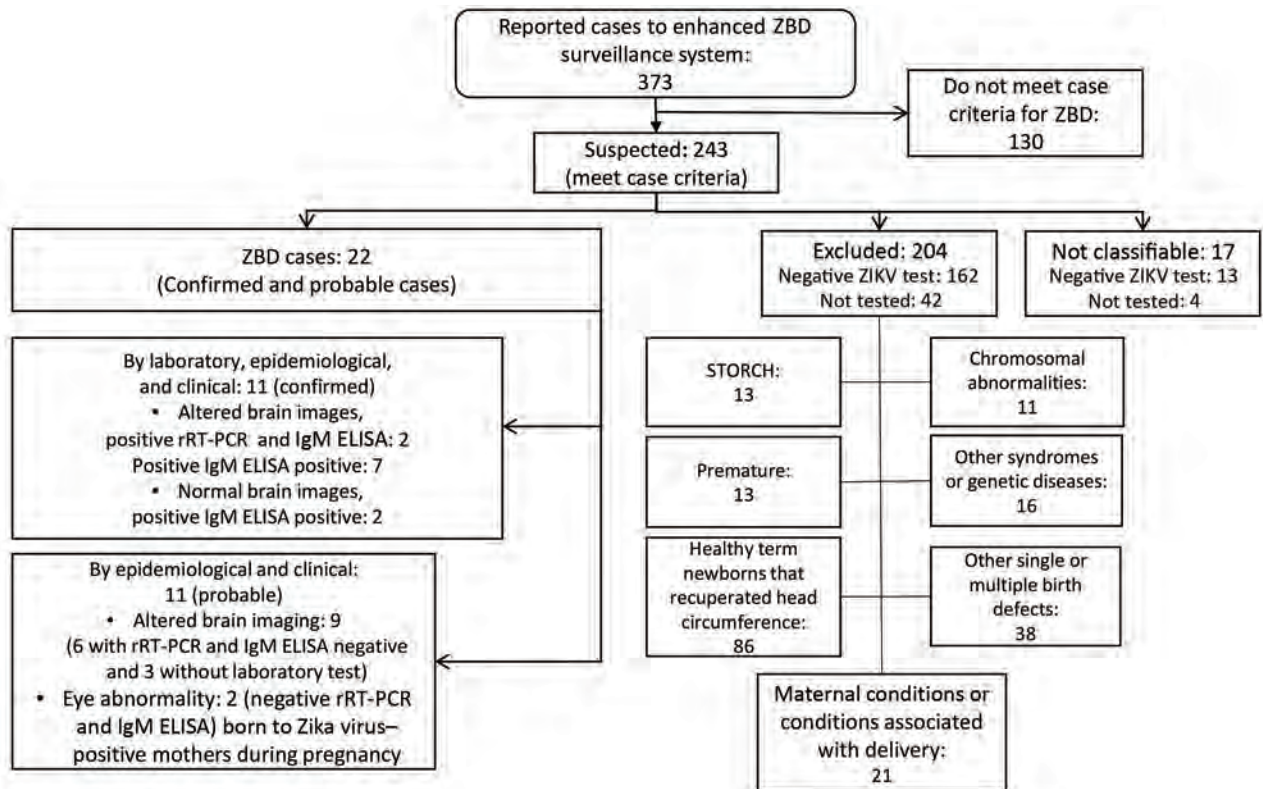 Reported cases to enhanced ZBD
surveillance system:
373
Do not meet case
criteria for ZBD:
130
Suspected: 243
(meet case criteria)
ZBD cases: 22
(Confirmed and probable cases)
Excluded: 204
Negative ZIKV test: 162
Not tested: 42
Not classifiable: 17
Negative ZIKV test: 13
Not tested: 4
By laboratory, epidemiological,
and clinical: 11 (confirmed)
• Altered brain images,
positive rRT-PCR and IgM ELISA: 2
Positive IgM ELISA positive: 7
• Normal brain images,
positive IgM ELISA positive: 2
By epidemiological and clinical:
11 (probable)
• Altered brain imaging: 9
(6 with rRT-PCR and IgM ELISA negative
and 3 without laboratory test)
• Eye abnormality: 2 (negative rRT-PCR
and IgM ELISA) born to Zika virus–
positive mothers during pregnancy
STORCH:
13
Chromosomal
abnormalities:
11
Premature:
13
Other syndromes
or genetic diseases:
16
Healthy term
newborns that
recuperated head
circumference:
86
Other single or
multiple birth
defects:
38
Maternal conditions or
conditions associated
with delivery:
21